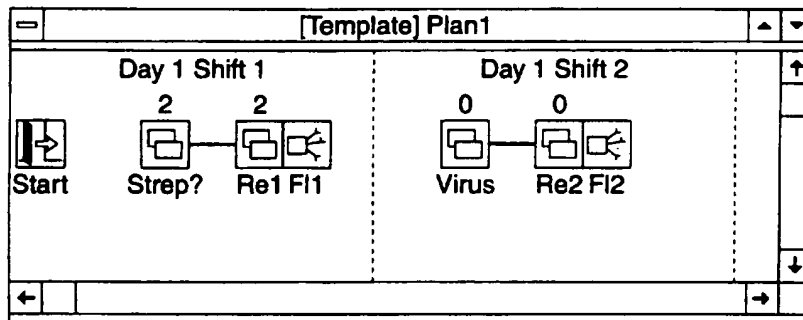 [Template] Plan1
Day 1 Shift 1 Day 1 Shift 2
2 2 0 0
Start Strep? Re1 Fl1 Virus Re2 Fl2